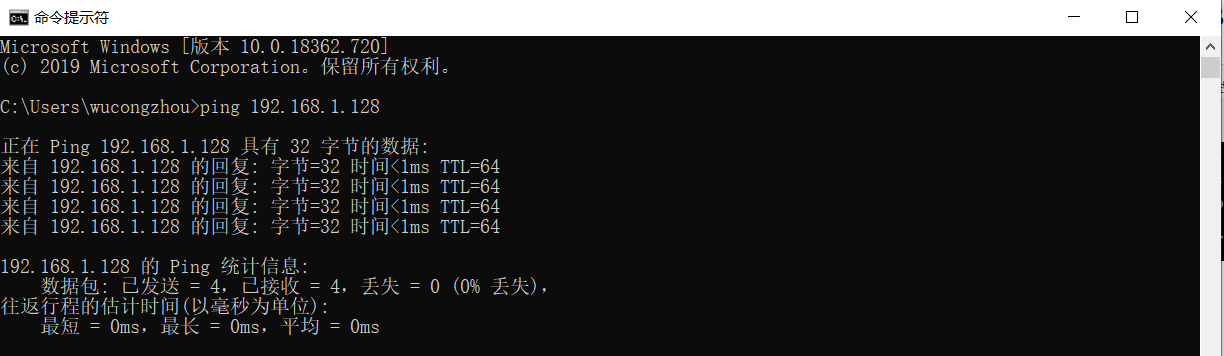 命令提示符
Microsoft Windows [版本 10.0.18362.720]
(c) 2019 Microsoft Corporation。保留所有权利。
C:\Users\wucongzhou>ping 192.168.1.128
正在 Ping 192.168.1.128 具有 32 字节的数据:
来自 192.168.1.128 的回复: 字节=32 时间<1ms TTL=64
来自 192.168.1.128 的回复: 字节=32 时间<1ms TTL=64
来自 192.168.1.128 的回复: 字节=32 时间<1ms TTL=64
来自 192.168.1.128 的回复: 字节=32 时间<1ms TTL=64
192.168.1.128 的 Ping 统计信息:
数据包: 已发送 = 4，已接收 = 4，丢失 = 0 (0% 丢失)，
往返行程的估计时间(以毫秒为单位):
最短 = 0ms，最长 = 0ms，平均 = 0ms